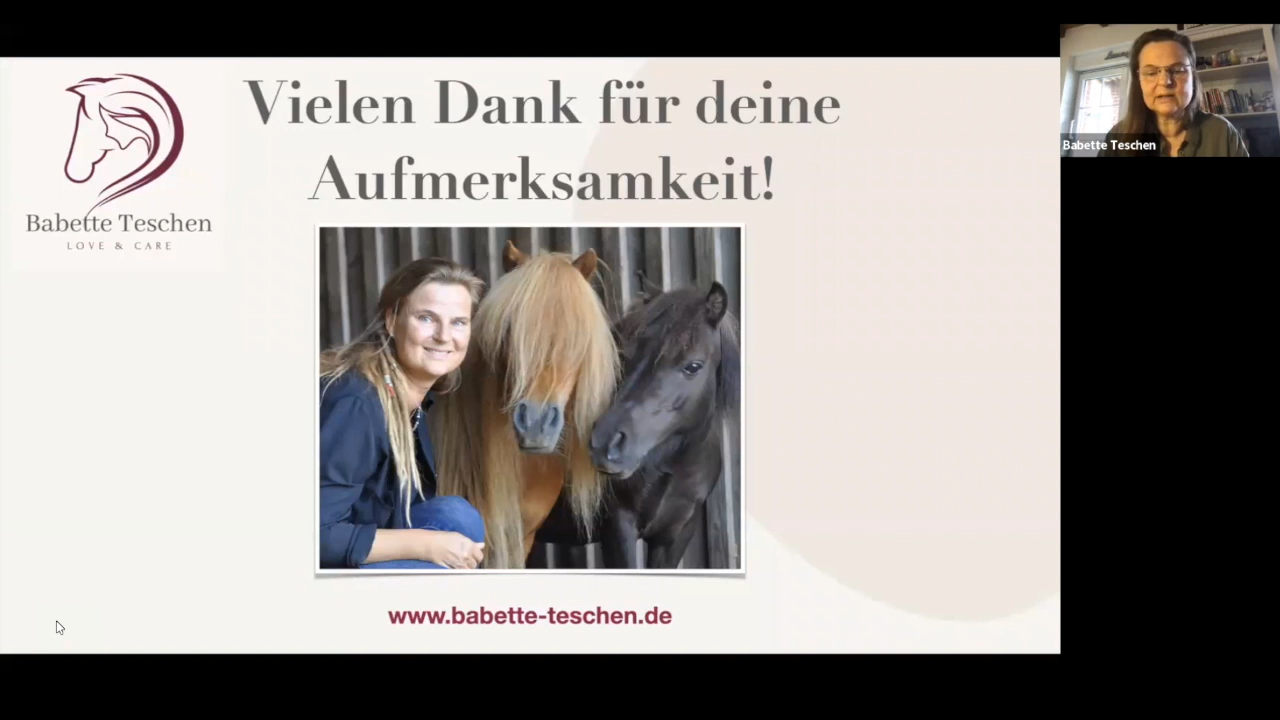 Vielen Dank für deine
Aufmerksamkeit!
Babette Teschen
LOVE & CARE
www.babette-teschen.de
Babette Teschen